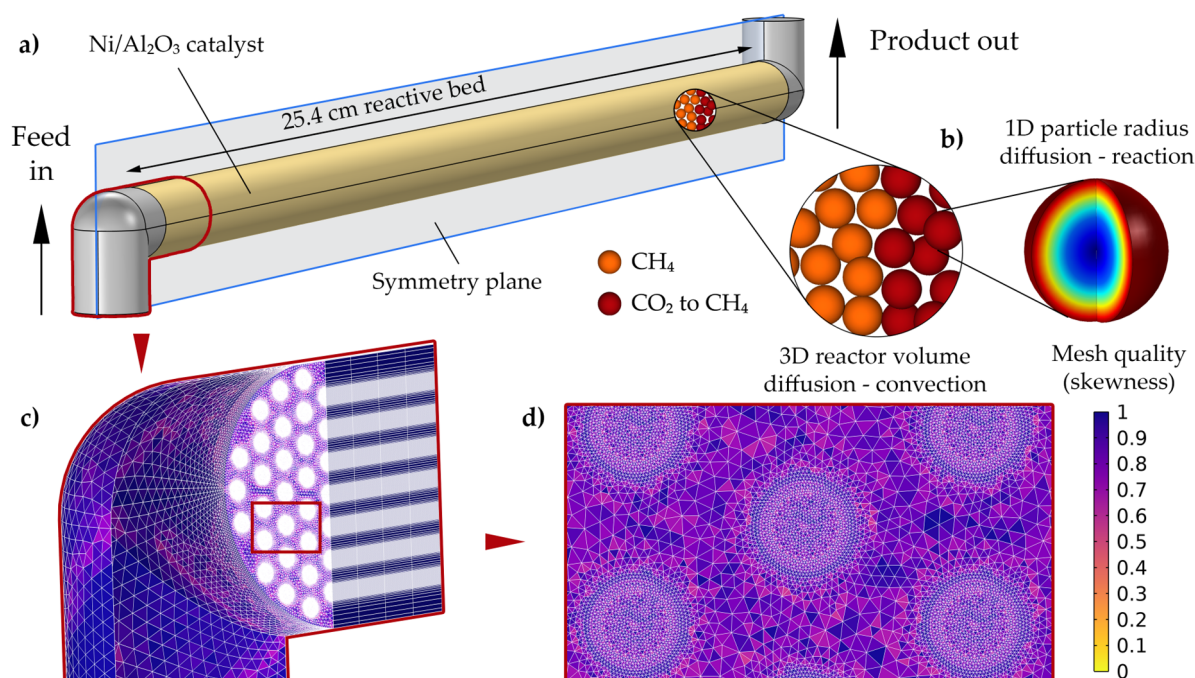 a)
Ni/Al₂O₃ catalyst
25.4 cm reactive bed
Product out
Feed
in
Symmetry plane
b)
1D particle radius
diffusion - reaction
CH₄
CO₂ to CH₄
3D reactor volume
diffusion - convection
Mesh quality
(skewness)
c)
d)
1
0.9
0.8
0.7
0.6
0.5
0.4
0.3
0.2
0.1
0